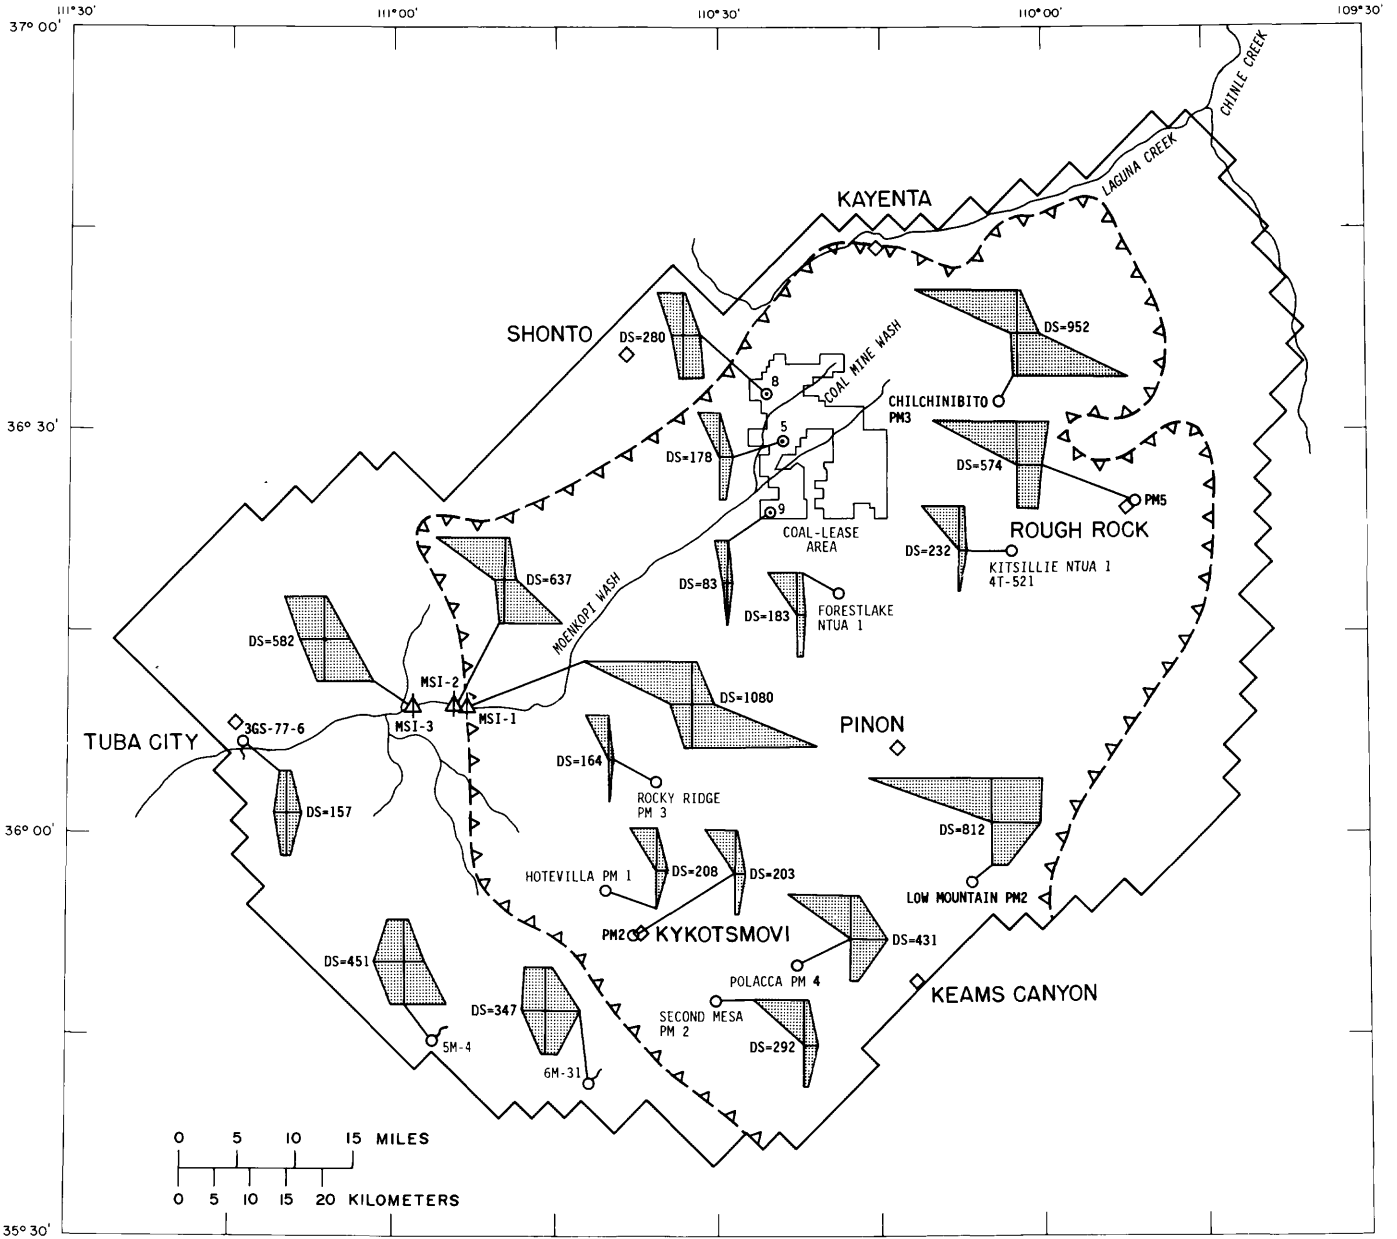 111°30'
111°00'
110°30'
110°00'
109°30'
37° 00'
CHINLE CREEK
LAGUNA CREEK
KAYENTA
SHONTO
DS=280
DS=952
COAL MINE WASH
8
CHILCHINIBITO
PM3
36° 30'
5
DS=178
DS=574
PM5
9
ROUGH ROCK
COAL-LEASE
AREA
DS=232
KITSILLIE NTUA 1
4T-521
DS=637
DS=83
DS=183
FORESTLAKE
NTUA 1
MOENKOPI WASH
DS=582
MSI-2
DS=1080
MSI-3
MSI-1
3GS-77-6
TUBA CITY
PINON
DS=164
ROCKY RIDGE
PM 3
DS=157
36° 00'
DS=812
HOTEVILLA PM 1
DS=208
DS=203
LOW MOUNTAIN PM2
PM2
KYKOTSMOVI
DS=431
DS=451
POLACCA PM 4
KEAMS CANYON
DS=347
SECOND MESA
PM 2
DS=292
5M-4
6M-31
0 5 10 15 MILES
0 5 10 15 20 KILOMETERS
35° 30'